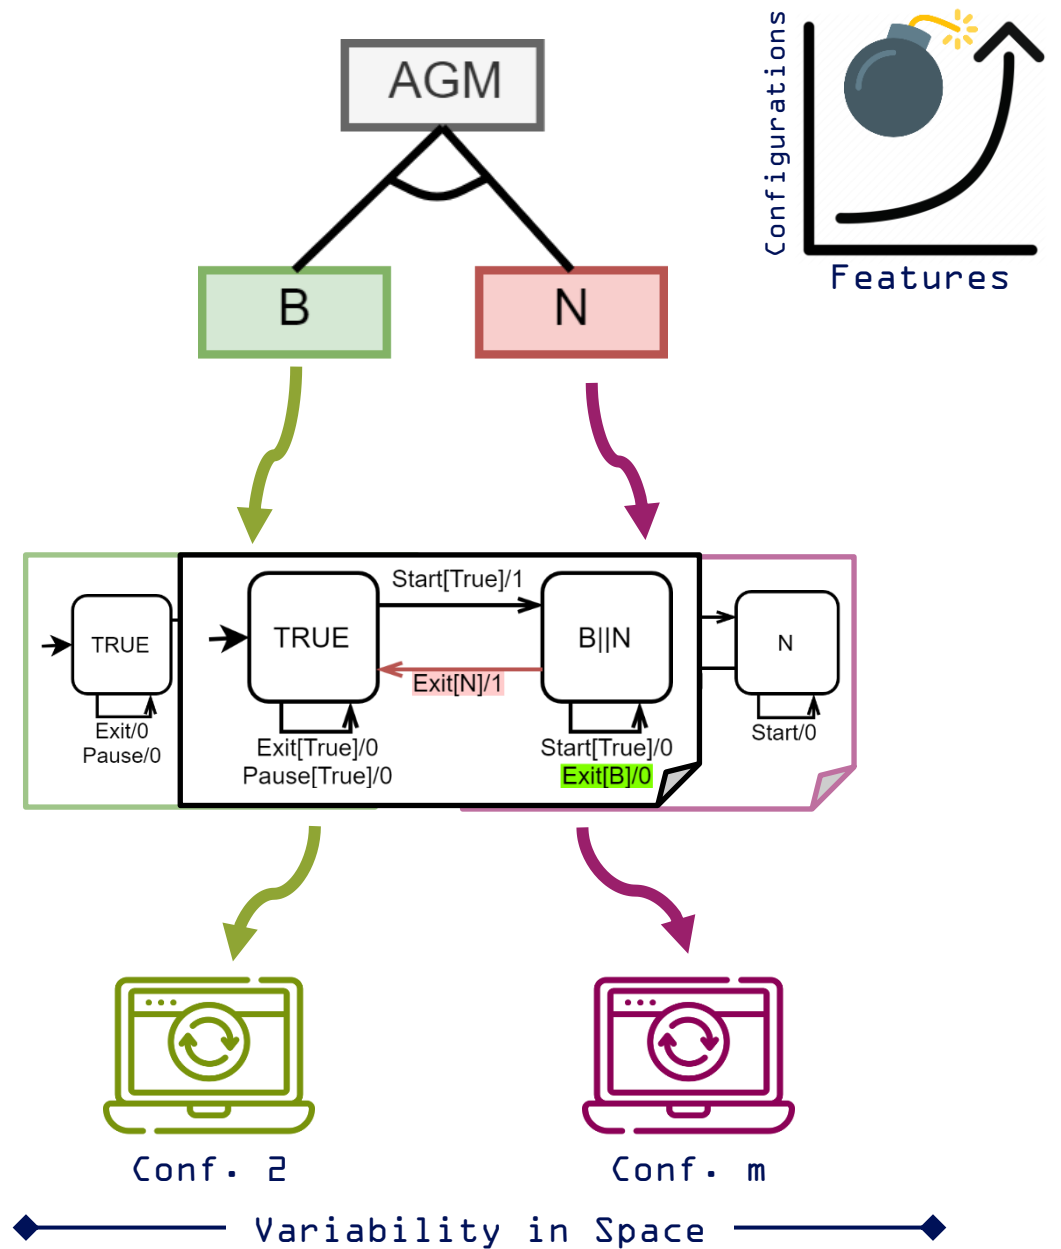 AGM
Configurations
Features
B
N
TRUE
Exit/0
Pause/0
TRUE
Start[True]/1
Exit[N]/1
B||N
Exit[True]/0
Pause[True]/0
Start[True]/0
Exit[B]/0
N
Start/0
Conf. 2
Conf. m
Variability in Space